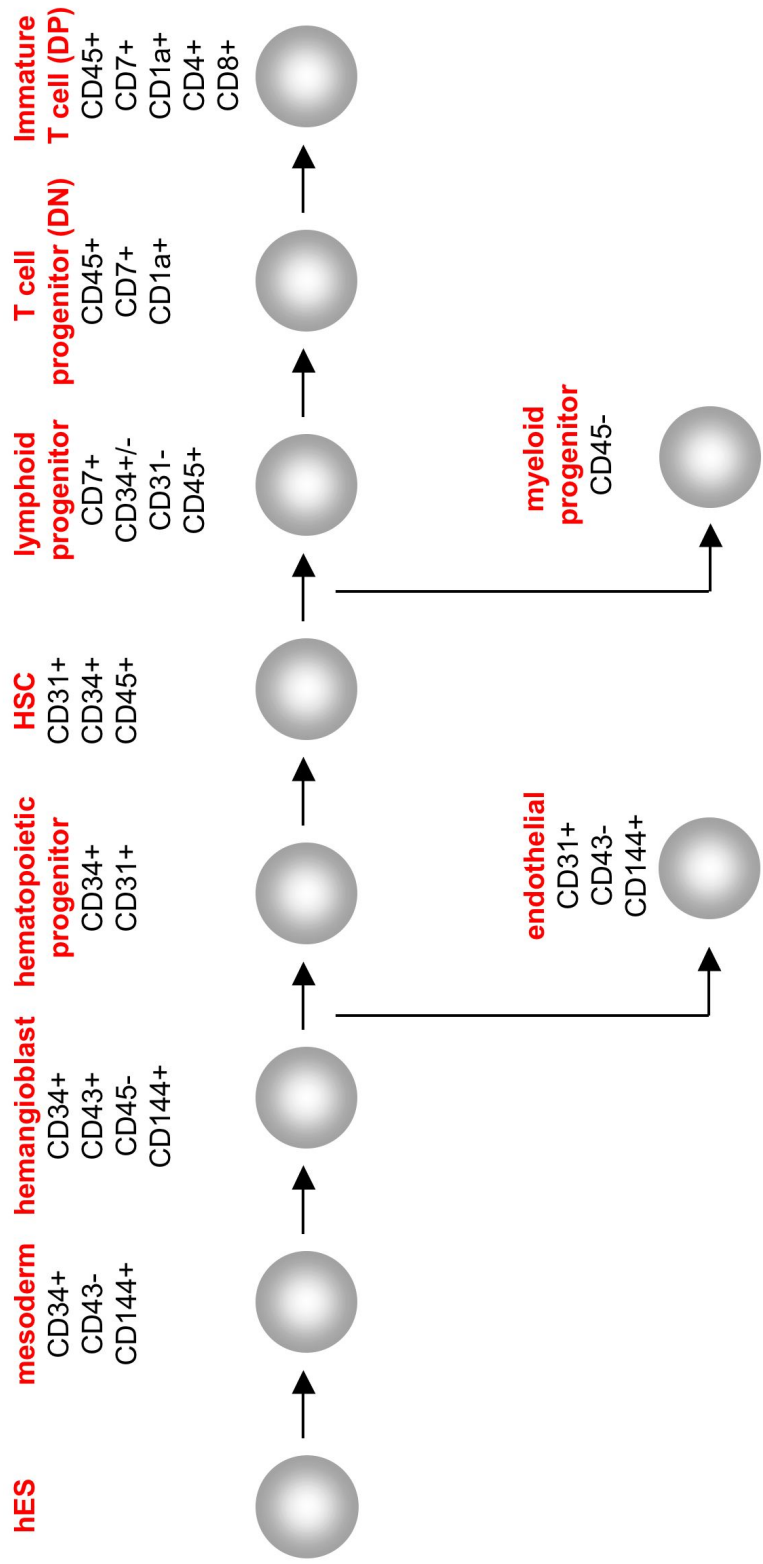 hES
mesoderm
CD34+
CD43-
CD144+
hemangioblast
CD34+
CD43+
CD45-
CD144+
hematopoietic
progenitor
CD34+
CD31+
HSC
CD31+
CD34+
CD45+
lymphoid
progenitor
CD7+
CD34+/-
CD31-
CD45+
T cell
progenitor (DN)
CD45+
CD7+
CD1a+
Immature
T cell (DP)
CD45+
CD7+
CD1a+
CD4+
CD8+
endothelial
CD31+
CD43-
CD144+
myeloid
progenitor
CD45-